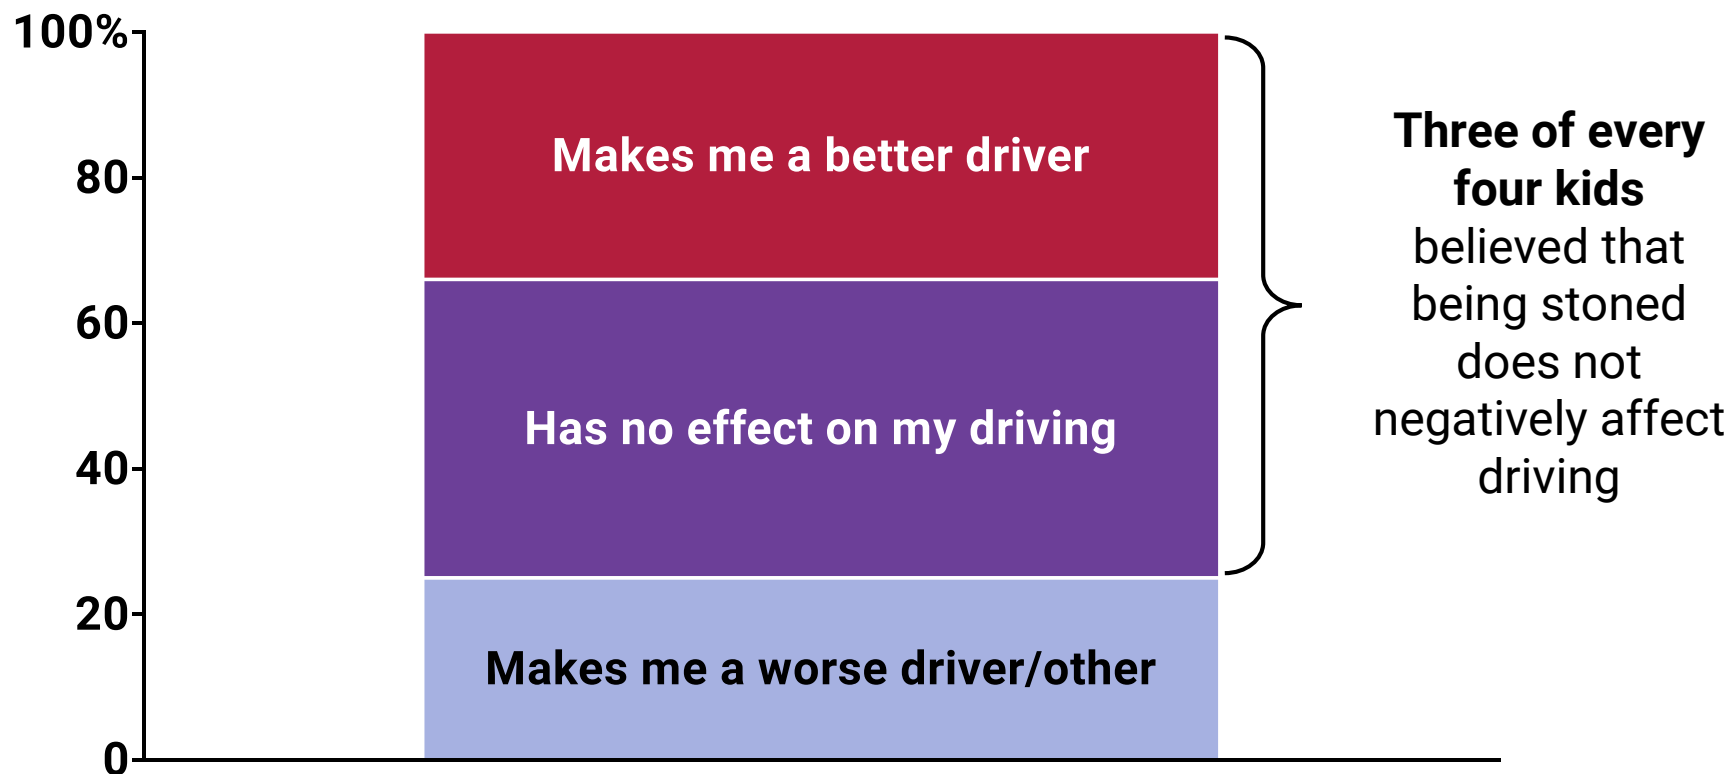 100%
80
60
40
20
0
Makes me a better driver
Has no effect on my driving
Makes me a worse driver/other
Three of every
four kids
believed that
being stoned
does not
negatively affect
driving